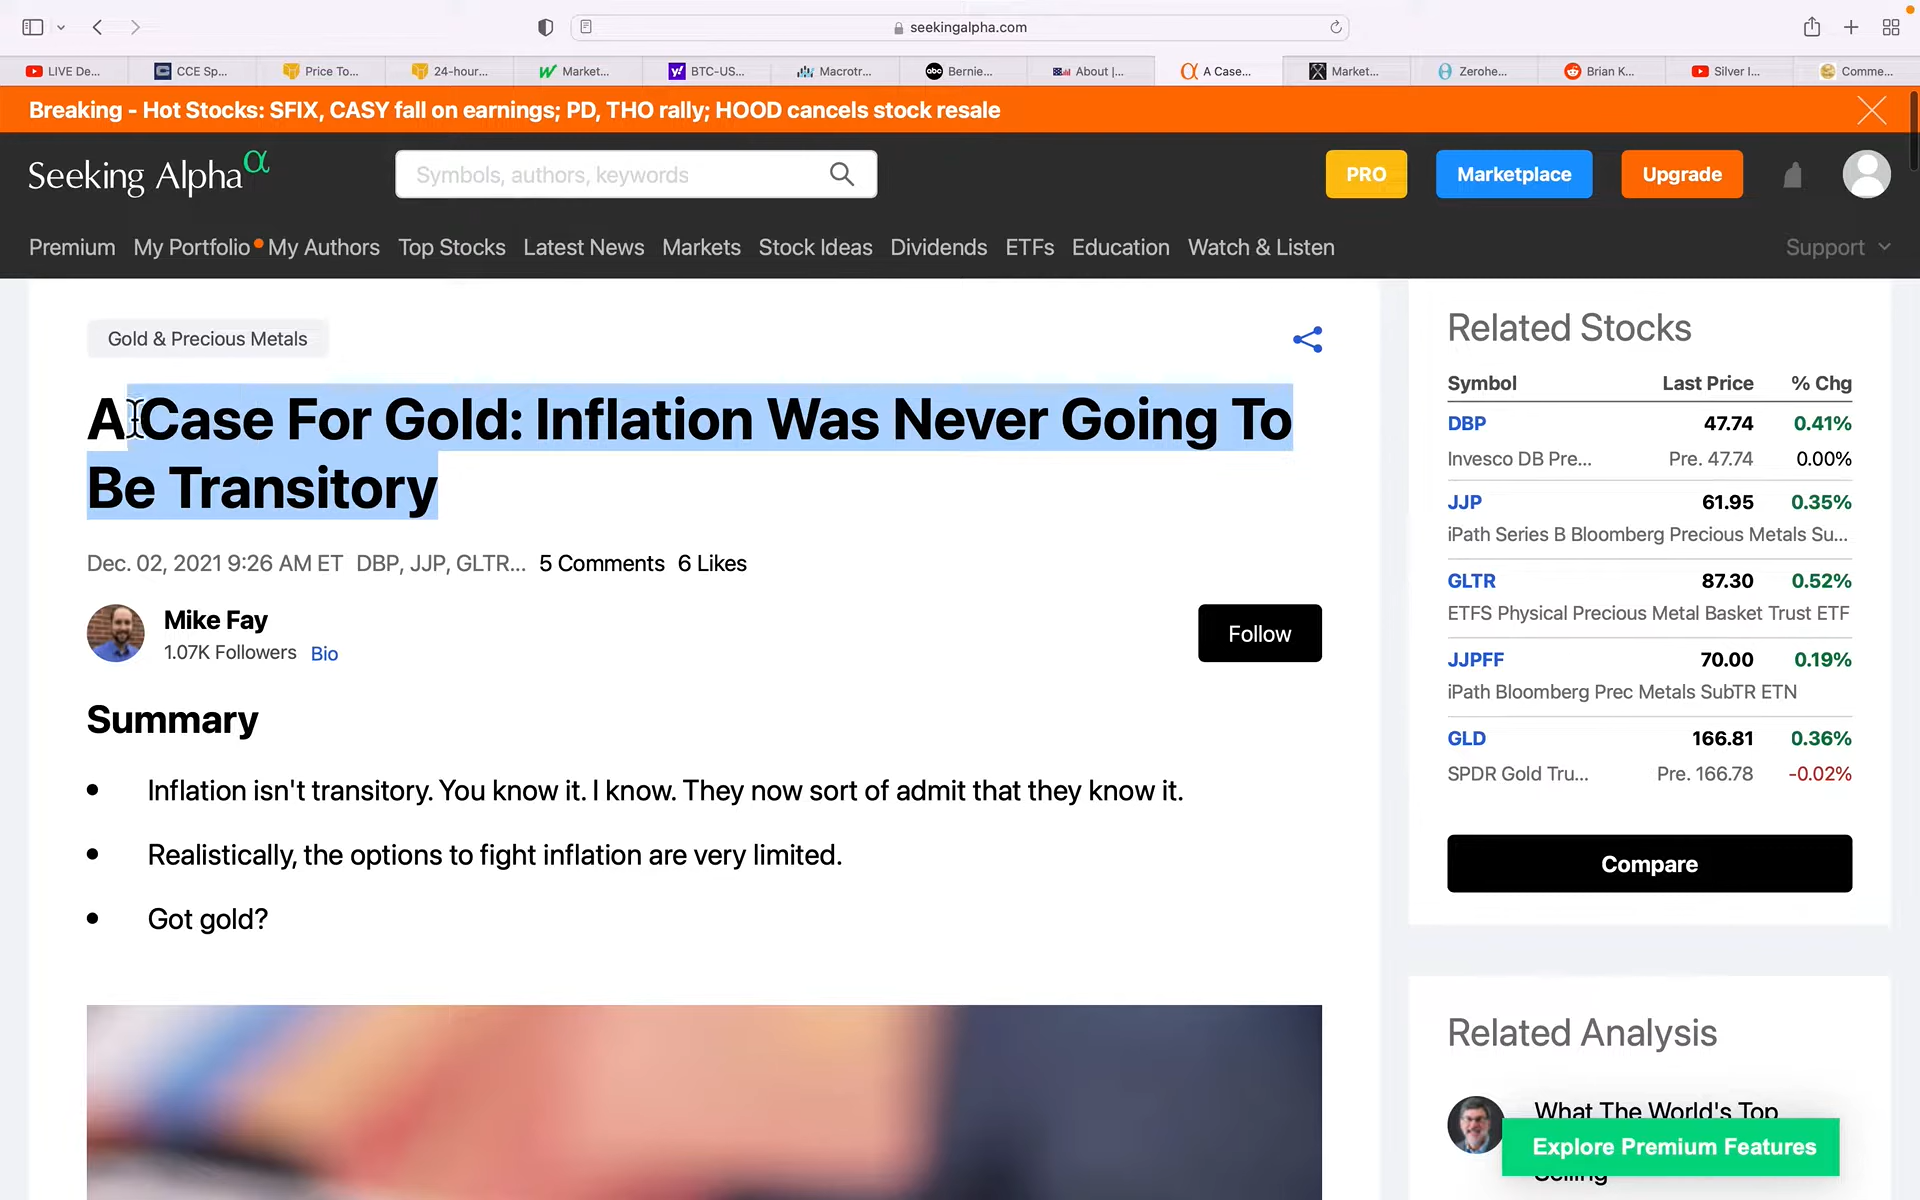 seekingalpha.com
LIVE De...
CCE Sp...
Price To...
24-hour...
Market...
BTC-US...
Macrotr...
Bernie...
About |...
A Case...
Market...
Zerohe...
Brian K...
Silver I...
Comme...
Breaking - Hot Stocks: SFIX, CASY fall on earnings; PD, THO rally; HOOD cancels stock resale
Seeking Alpha α
Symbols, authors, keywords
PRO
Marketplace
Upgrade
Premium My Portfolio My Authors Top Stocks Latest News Markets Stock Ideas Dividends ETFs Education Watch & Listen
Support
Gold & Precious Metals
A Case For Gold: Inflation Was Never Going To
Be Transitory
Dec. 02, 2021 9:26 AM ET DBP, JJP, GLTR... 5 Comments 6 Likes
Mike Fay
1.07K Followers Bio
Follow
Summary
• Inflation isn't transitory. You know it. I know. They now sort of admit that they know it.
• Realistically, the options to fight inflation are very limited.
• Got gold?
Related Stocks
Symbol Last Price % Chg
DBP 47.74 0.41%
Invesco DB Pre... Pre. 47.74 0.00%
JJP 61.95 0.35%
iPath Series B Bloomberg Precious Metals Su...
GLTR 87.30 0.52%
ETFS Physical Precious Metal Basket Trust ETF
JJPFF 70.00 0.19%
iPath Bloomberg Prec Metals SubTR ETN
GLD 166.81 0.36%
SPDR Gold Tru... Pre. 166.78 -0.02%
Compare
Related Analysis
What The World's Top
Explore Premium Features
Selling